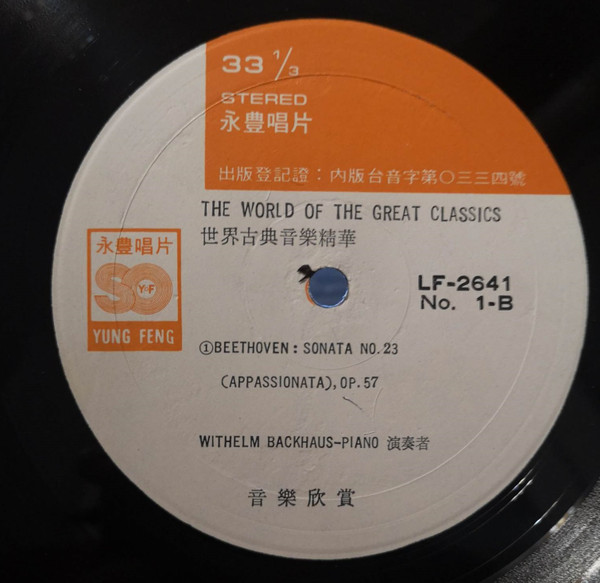 33 1/3
STEREO
永豐唱片
出版登記證：內版台音字第〇三三四號
THE WORLD OF THE GREAT CLASSICS
世界古典音樂精華
永豐唱片
Y-F
YUNG FENG
LF-2641
No. 1-B
①BEETHOVEN: SONATA NO.23
(APPASSIONATA), OP.57
WITHELM BACKHAUS-PIANO 演奏者
音樂欣賞